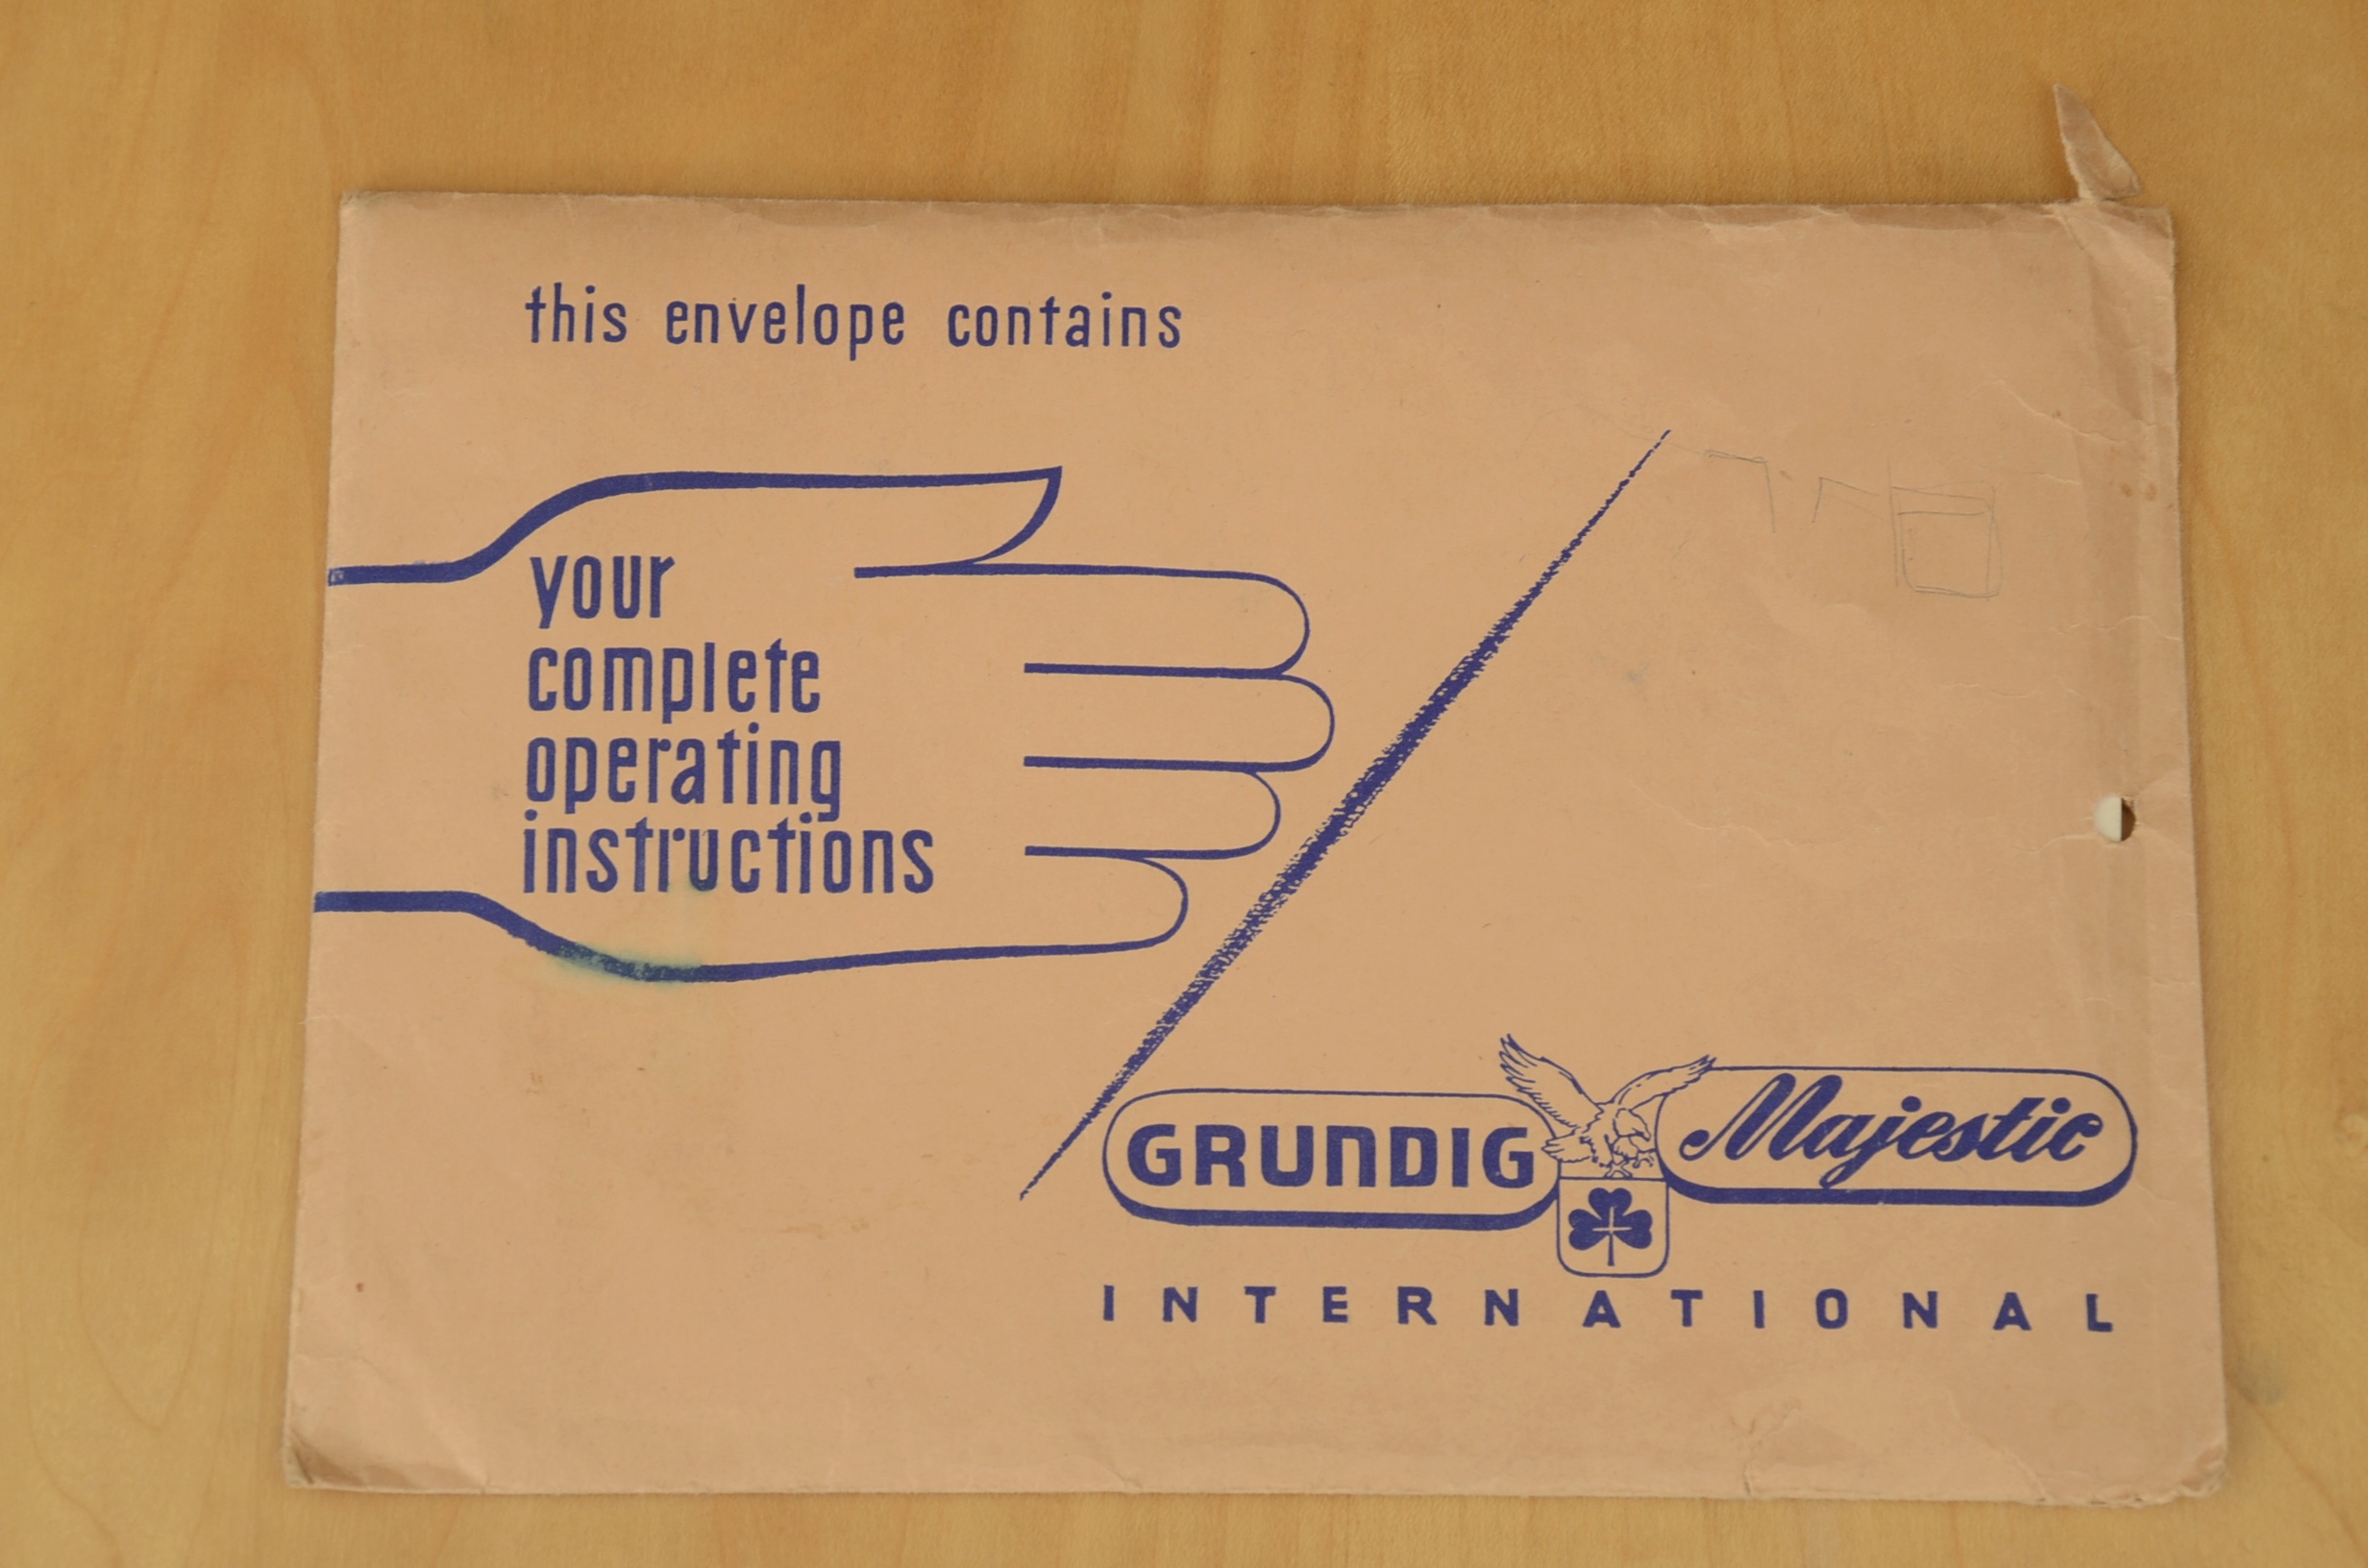 this envelope contains
your
complete
operating
instructions
GRUNDIG Majestic
INTERNATIONAL